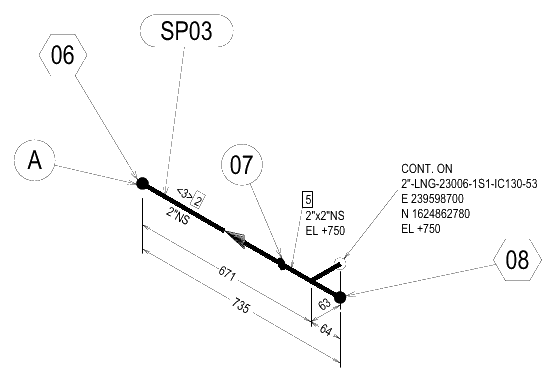 SP03
06
A
07
<3> 2
2"NS
5
2"x2"NS
EL +750
CONT. ON
2"-LNG-23006-1S1-IC130-53
E 239598700
N 1624862780
EL +750
08
671
735
63
64